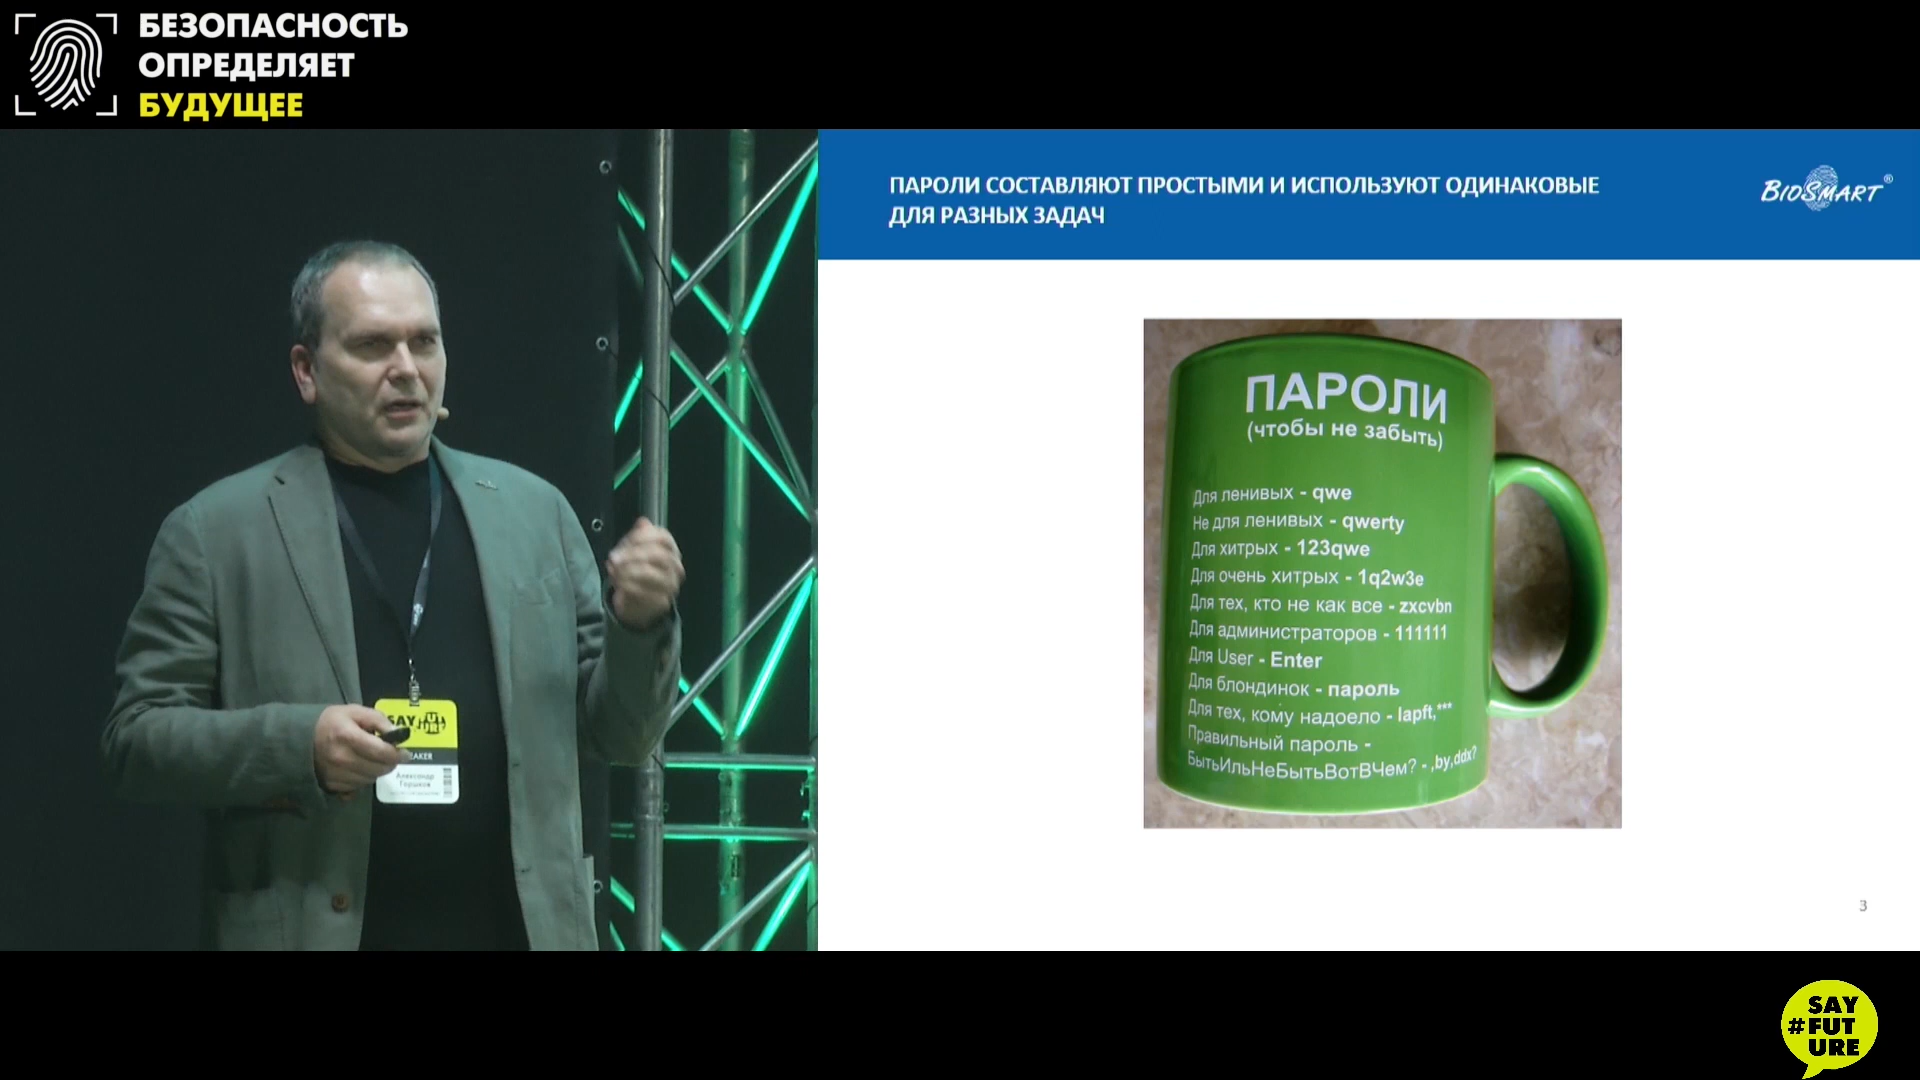 БЕЗОПАСНОСТЬ
ОПРЕДЕЛЯЕТ
БУДУЩЕЕ
ПАРОЛИ СОСТАВЛЯЮТ ПРОСТЫМИ И ИСПОЛЬЗУЮТ ОДИНАКОВЫЕ
ДЛЯ РАЗНЫХ ЗАДАЧ
BIOSMART®
ПАРОЛИ
(чтобы не забыть)
Для ленивых - qwe
Не для ленивых - qwerty
Для хитрых - 123qwe
Для очень хитрых - 1q2w3e
Для тех, кто не как все - zxcvbn
Для администраторов - 111111
Для User - Enter
Для блондинок - пароль
Для тех, кому надоело - lapft,***
Правильный пароль -
БытьИльНеБытьВотВЧем? - ,by,ddx?
3
SAY
Александр
Горшков
SAY
#FUT
URE